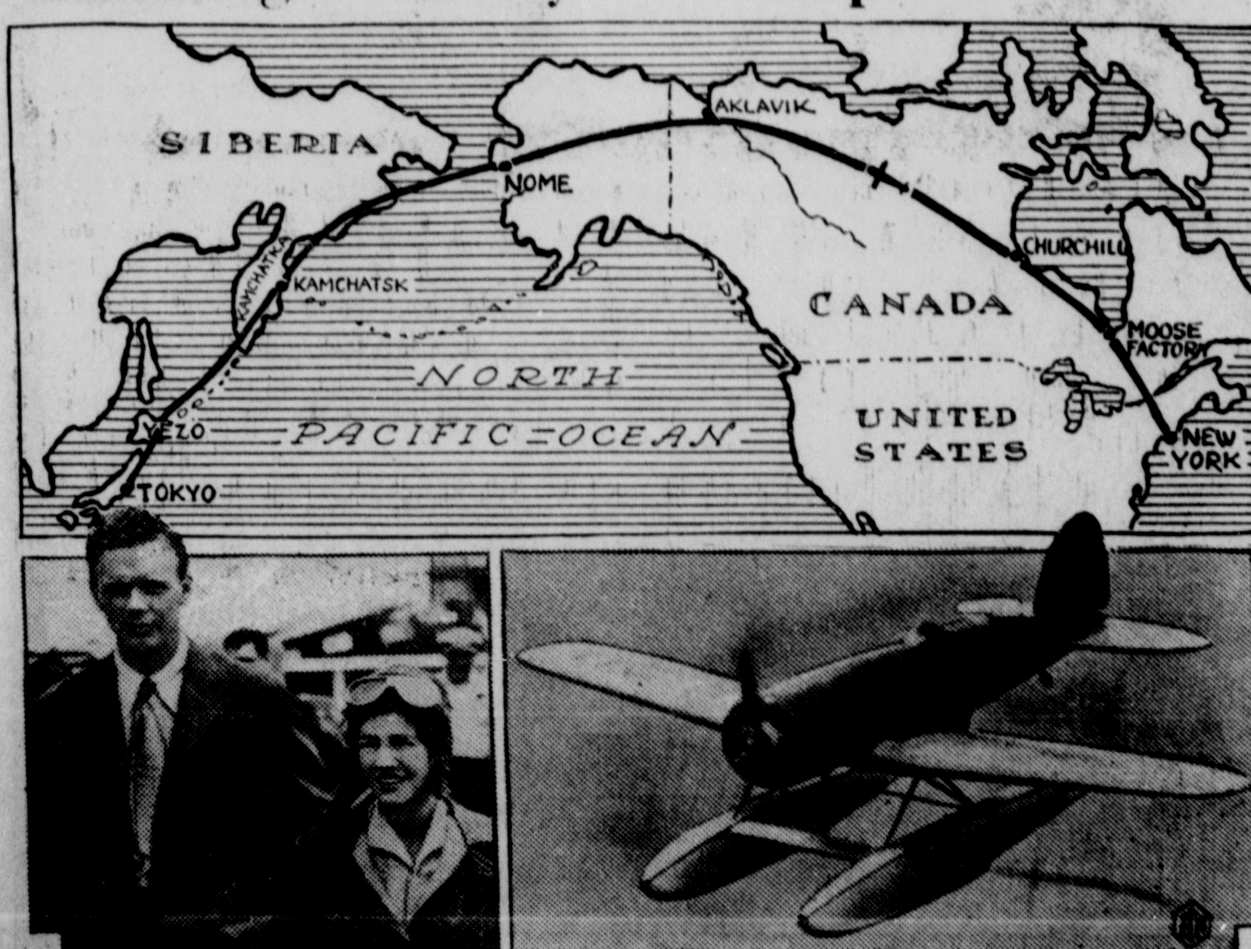 SIBERIA
AKLAVIK
NOME
KAMCHATKA
KAMCHATSK
CHURCHILL
CANADA
MOOSE
FACTORY
NORTH
PACIFIC OCEAN
UNITED
STATES
YEZO
NEW
YORK
TOKYO